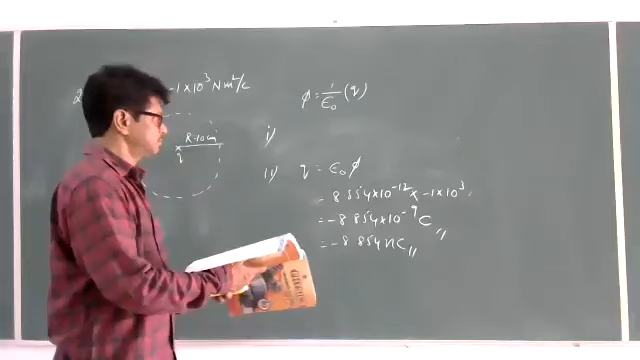 -1×10³ Nm²/C
R=10cm
q
φ = 1/ε₀ (q)
i)
ii) q = ε₀φ
= 8.854×10⁻¹² × -1×10³
= -8.854×10⁻⁹ C
= -8.854 nC